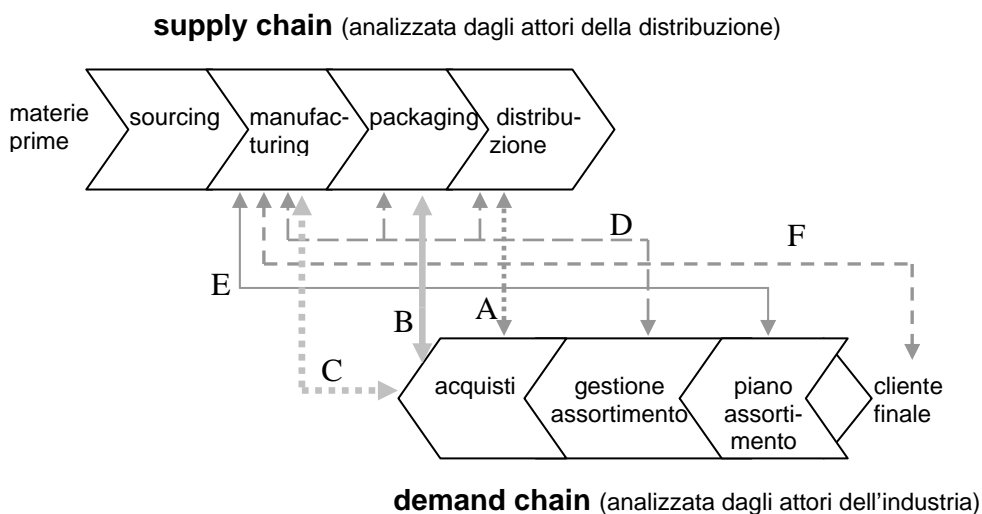 supply chain (analizzata dagli attori della distribuzione)
materie
prime
sourcing
manufac-
turing
packaging
distribu-
zione
D
F
E
B
A
C
acquisti
gestione
assortimento
piano
assorti-
mento
cliente
finale
demand chain (analizzata dagli attori dell'industria)